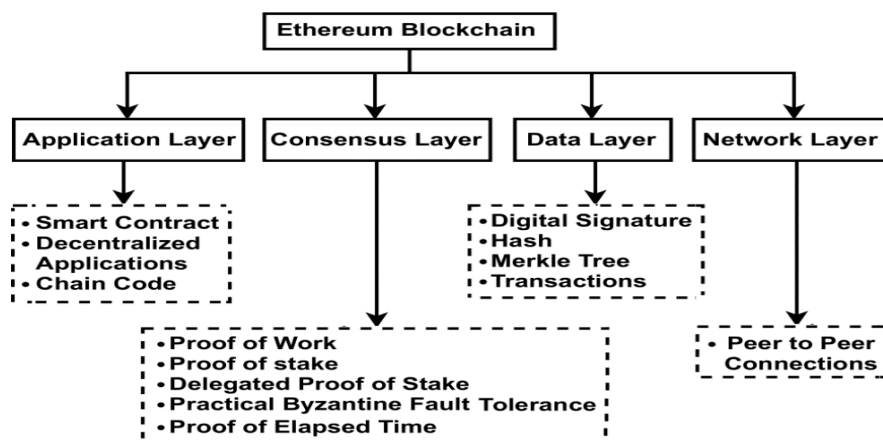 Ethereum Blockchain
Application Layer
Consensus Layer
Data Layer
Network Layer
• Smart Contract
• Decentralized
Applications
• Chain Code
• Digital Signature
• Hash
• Merkle Tree
• Transactions
• Proof of Work
• Proof of stake
• Delegated Proof of Stake
• Practical Byzantine Fault Tolerance
• Proof of Elapsed Time
• Peer to Peer
Connections